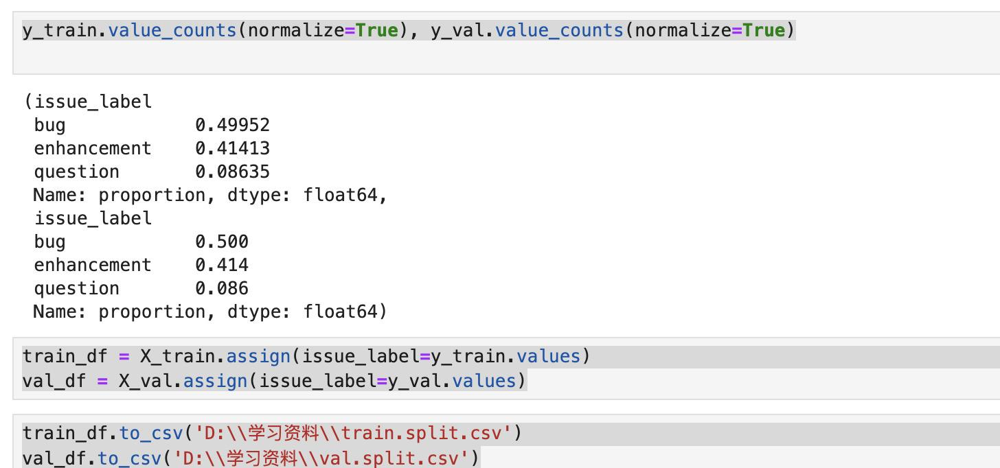 y_train.value_counts(normalize=True), y_val.value_counts(normalize=True)
(issue_label
bug            0.49952
enhancement    0.41413
question       0.08635
Name: proportion, dtype: float64,
issue_label
bug            0.500
enhancement    0.414
question       0.086
Name: proportion, dtype: float64)
train_df = X_train.assign(issue_label=y_train.values)
val_df = X_val.assign(issue_label=y_val.values)
train_df.to_csv('D:\\学习资料\\train.split.csv')
val_df.to_csv('D:\\学习资料\\val.split.csv')